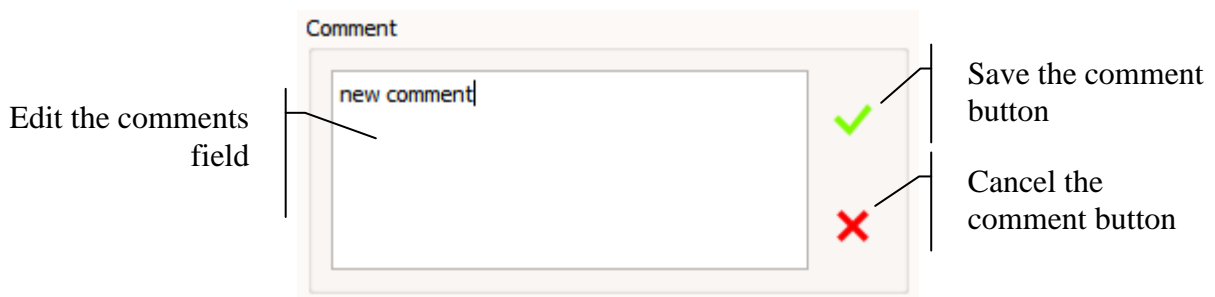 Comment
new comment
Edit the comments
field
Save the comment
button
Cancel the
comment button